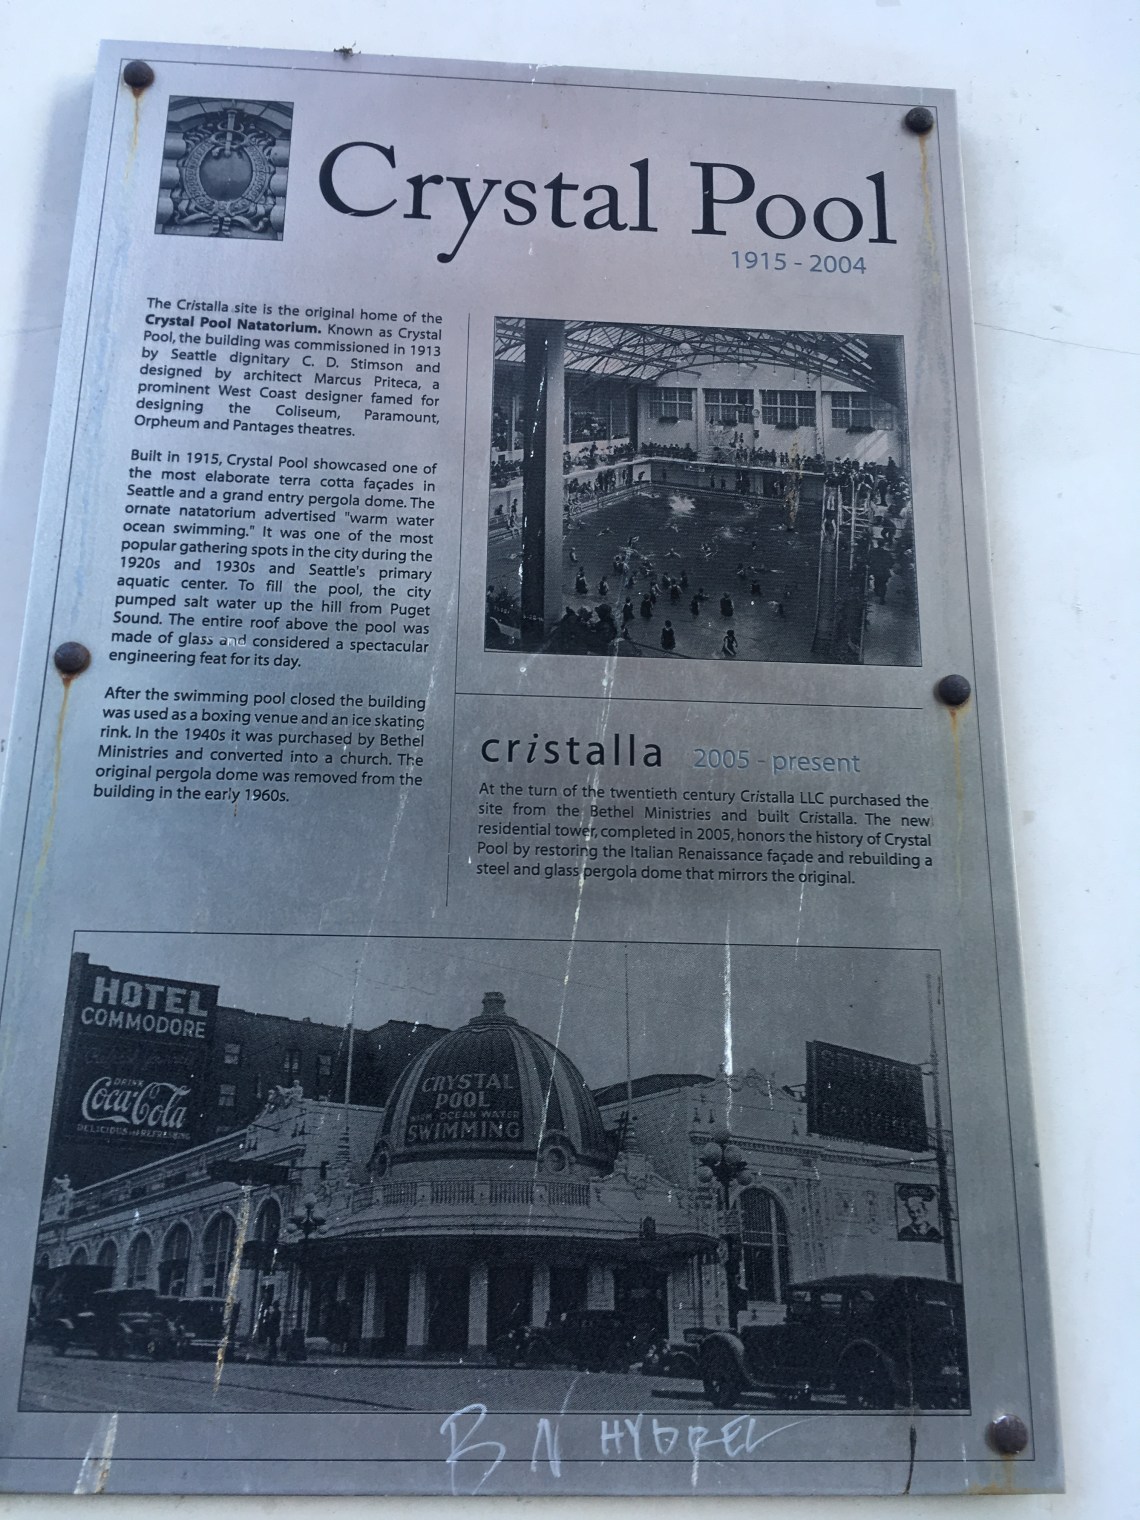 Crystal Pool
1915 - 2004
The Cristalla site is the original home of the
Crystal Pool Natatorium. Known as Crystal
Pool, the building was commissioned in 1913
by Seattle dignitary C. D. Stimson and
designed by architect Marcus Priteca, a
prominent West Coast designer famed for
designing the Coliseum, Paramount,
Orpheum and Pantages theatres.
Built in 1915, Crystal Pool showcased one of
the most elaborate terra cotta façades in
Seattle and a grand entry pergola dome. The
ornate natatorium advertised "warm water
ocean swimming." It was one of the most
popular gathering spots in the city during the
1920s and 1930s and Seattle's primary
aquatic center. To fill the pool, the city
pumped salt water up the hill from Puget
Sound. The entire roof above the pool was
made of glass and considered a spectacular
engineering feat for its day.
After the swimming pool closed the building
was used as a boxing venue and an ice skating
rink. In the 1940s it was purchased by Bethel
Ministries and converted into a church. The
original pergola dome was removed from the
building in the early 1960s.
cristalla 2005 - present
At the turn of the twentieth century Cristalla LLC purchased the
site from the Bethel Ministries and built Cristalla. The new
residential tower, completed in 2005, honors the history of Crystal
Pool by restoring the Italian Renaissance façade and rebuilding a
steel and glass pergola dome that mirrors the original.
HOTEL
COMMODORE
DRINK
Coca-Cola
DELICIOUS and REFRESHING
CRYSTAL
POOL
OCEAN WATER
SWIMMING
B N